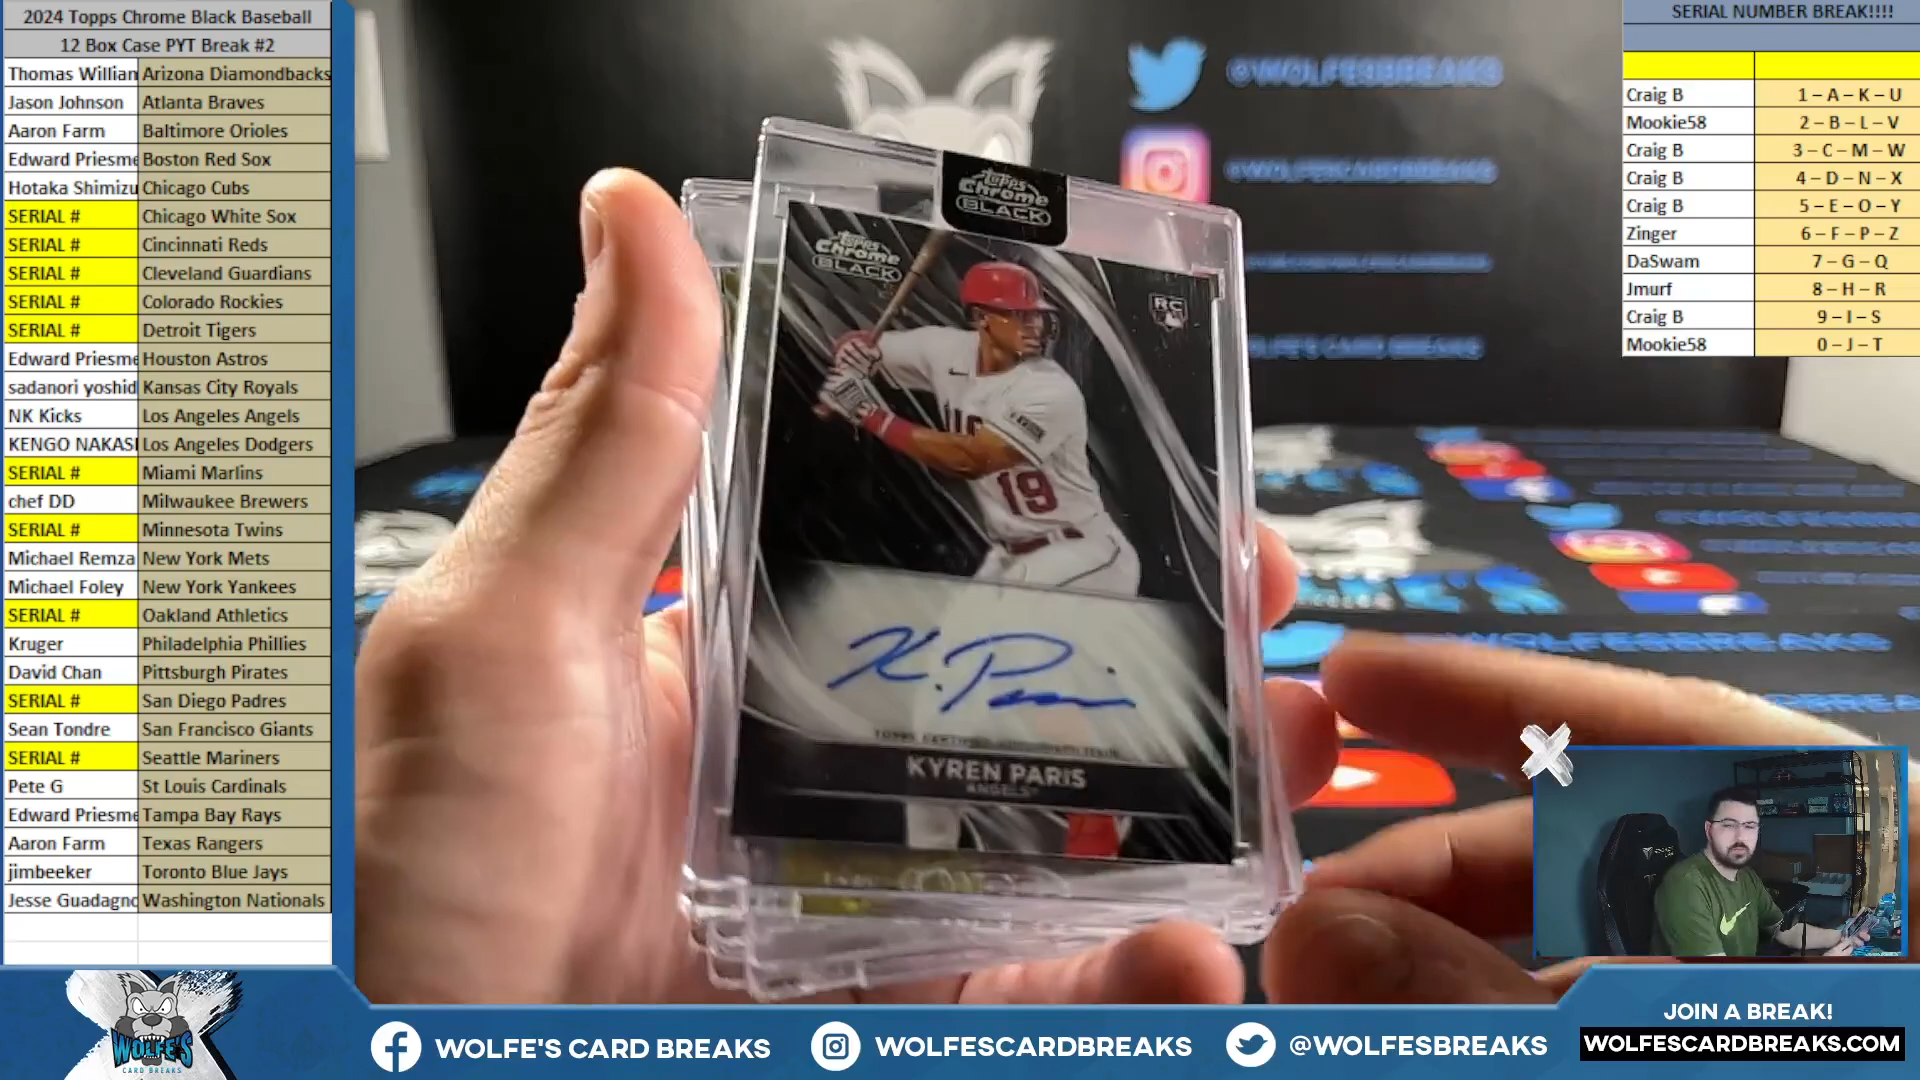 2024 Topps Chrome Black Baseball
12 Box Case PYT Break #2
Thomas Willian Arizona Diamondbacks
Jason Johnson Atlanta Braves
Aaron Farm Baltimore Orioles
Edward Priesme Boston Red Sox
Hotaka Shimizu Chicago Cubs
SERIAL # Chicago White Sox
SERIAL # Cincinnati Reds
SERIAL # Cleveland Guardians
SERIAL # Colorado Rockies
SERIAL # Detroit Tigers
Edward Priesme Houston Astros
sadanori yoshid Kansas City Royals
NK Kicks Los Angeles Angels
KENGO NAKASI Los Angeles Dodgers
SERIAL # Miami Marlins
chef DD Milwaukee Brewers
SERIAL # Minnesota Twins
Michael Remza New York Mets
Michael Foley New York Yankees
SERIAL # Oakland Athletics
Kruger Philadelphia Phillies
David Chan Pittsburgh Pirates
SERIAL # San Diego Padres
Sean Tondre San Francisco Giants
SERIAL # Seattle Mariners
Pete G St Louis Cardinals
Edward Priesme Tampa Bay Rays
Aaron Farm Texas Rangers
jimbeeker Toronto Blue Jays
Jesse Guadagno Washington Nationals
@WOLFESBREAKS
Topps
Chrome
BLACK
Topps
Chrome
BLACK
RC
19
K. Paris
KYREN PARIS
ANGELS
SERIAL NUMBER BREAK!!!!
Craig B 1 – A – K – U
Mookie58 2 – B – L – V
Craig B 3 – C – M – W
Craig B 4 – D – N – X
Craig B 5 – E – O – Y
Zinger 6 – F – P – Z
DaSwam 7 – G – Q
Jmurf 8 – H – R
Craig B 9 – I – S
Mookie58 0 – J – T
WOLFE'S
CARD BREAKS
WOLFE'S CARD BREAKS
WOLFESCARDBREAKS
@WOLFESBREAKS
JOIN A BREAK!
WOLFESCARDBREAKS.COM